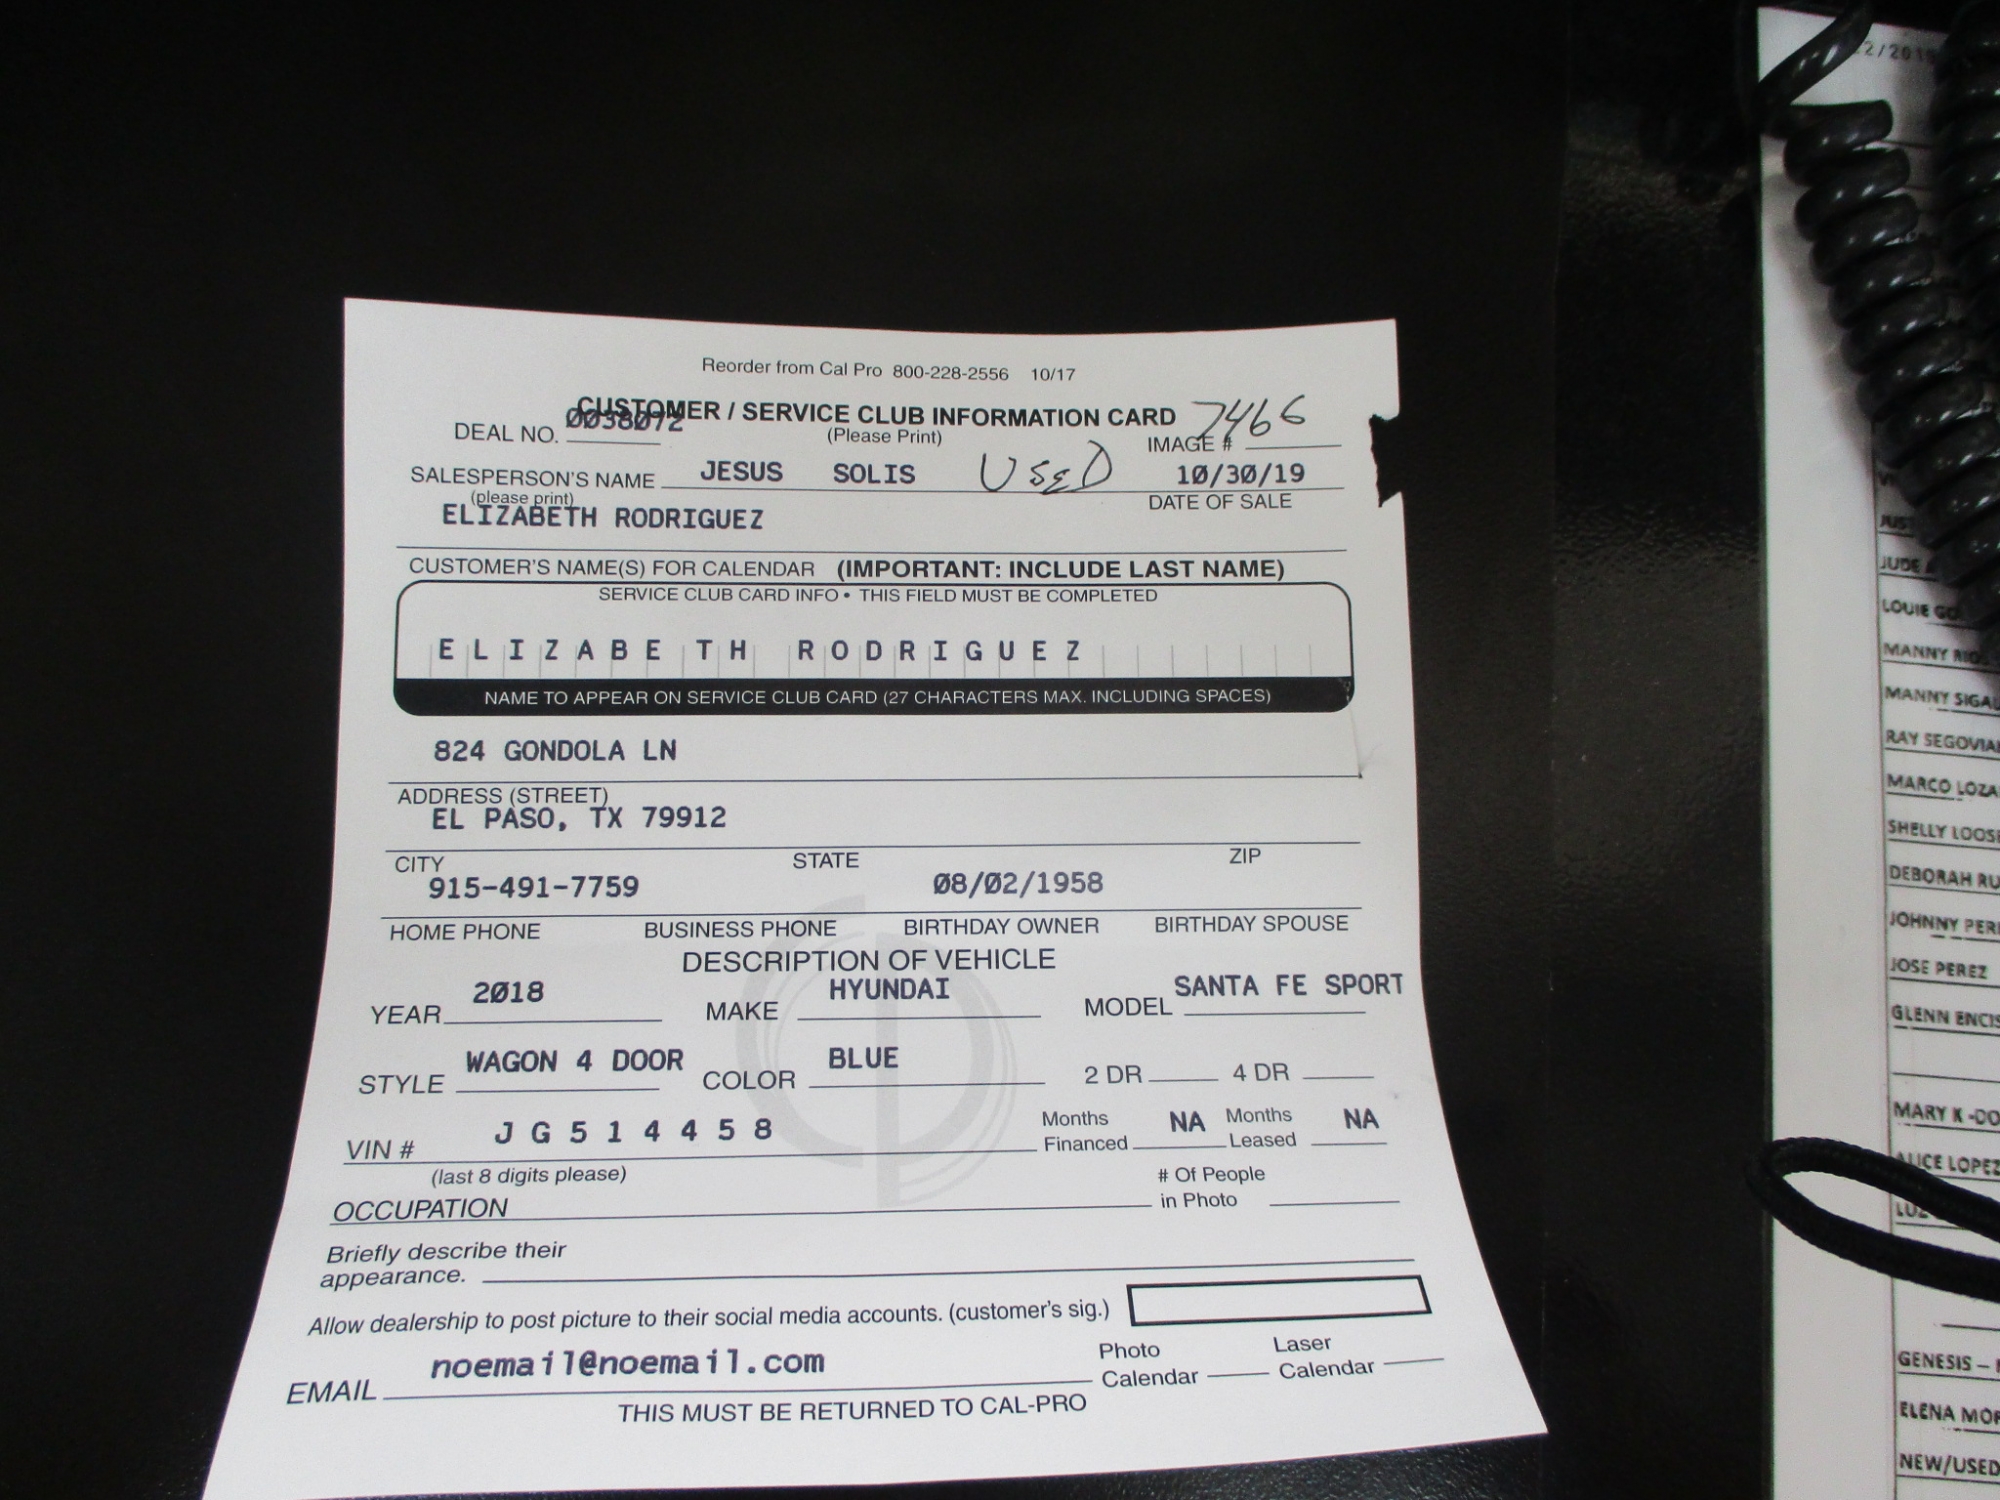 Reorder from Cal Pro 800-228-2556 10/17
CUSTOMER / SERVICE CLUB INFORMATION CARD
(Please Print)
DEAL NO. 0038072
IMAGE # 7466
SALESPERSON'S NAME JESUS SOLIS USED 10/30/19
(please print)
DATE OF SALE
ELIZABETH RODRIGUEZ
CUSTOMER'S NAME(S) FOR CALENDAR (IMPORTANT: INCLUDE LAST NAME)
SERVICE CLUB CARD INFO • THIS FIELD MUST BE COMPLETED
ELIZABETH RODRIGUEZ
NAME TO APPEAR ON SERVICE CLUB CARD (27 CHARACTERS MAX. INCLUDING SPACES)
824 GONDOLA LN
ADDRESS (STREET)
EL PASO, TX 79912
CITY STATE ZIP
915-491-7759 08/02/1958
HOME PHONE BUSINESS PHONE BIRTHDAY OWNER BIRTHDAY SPOUSE
DESCRIPTION OF VEHICLE
YEAR 2018 MAKE HYUNDAI MODEL SANTA FE SPORT
STYLE WAGON 4 DOOR COLOR BLUE 2 DR 4 DR
VIN # JG514458 Months Financed NA Months Leased NA
(last 8 digits please)
OCCUPATION # Of People in Photo
Briefly describe their
appearance.
Allow dealership to post picture to their social media accounts. (customer's sig.)
EMAIL noemail@noemail.com Photo Calendar Laser Calendar
THIS MUST BE RETURNED TO CAL-PRO
LOUIE
MANNY
MANNY
RAY
MARCO
SHELLY
DEBORAH
JOHNNY
JOSE PEREZ
GLENN
MARY K
ALICE LOPEZ
GENESIS –
ELENA
NEW/USED